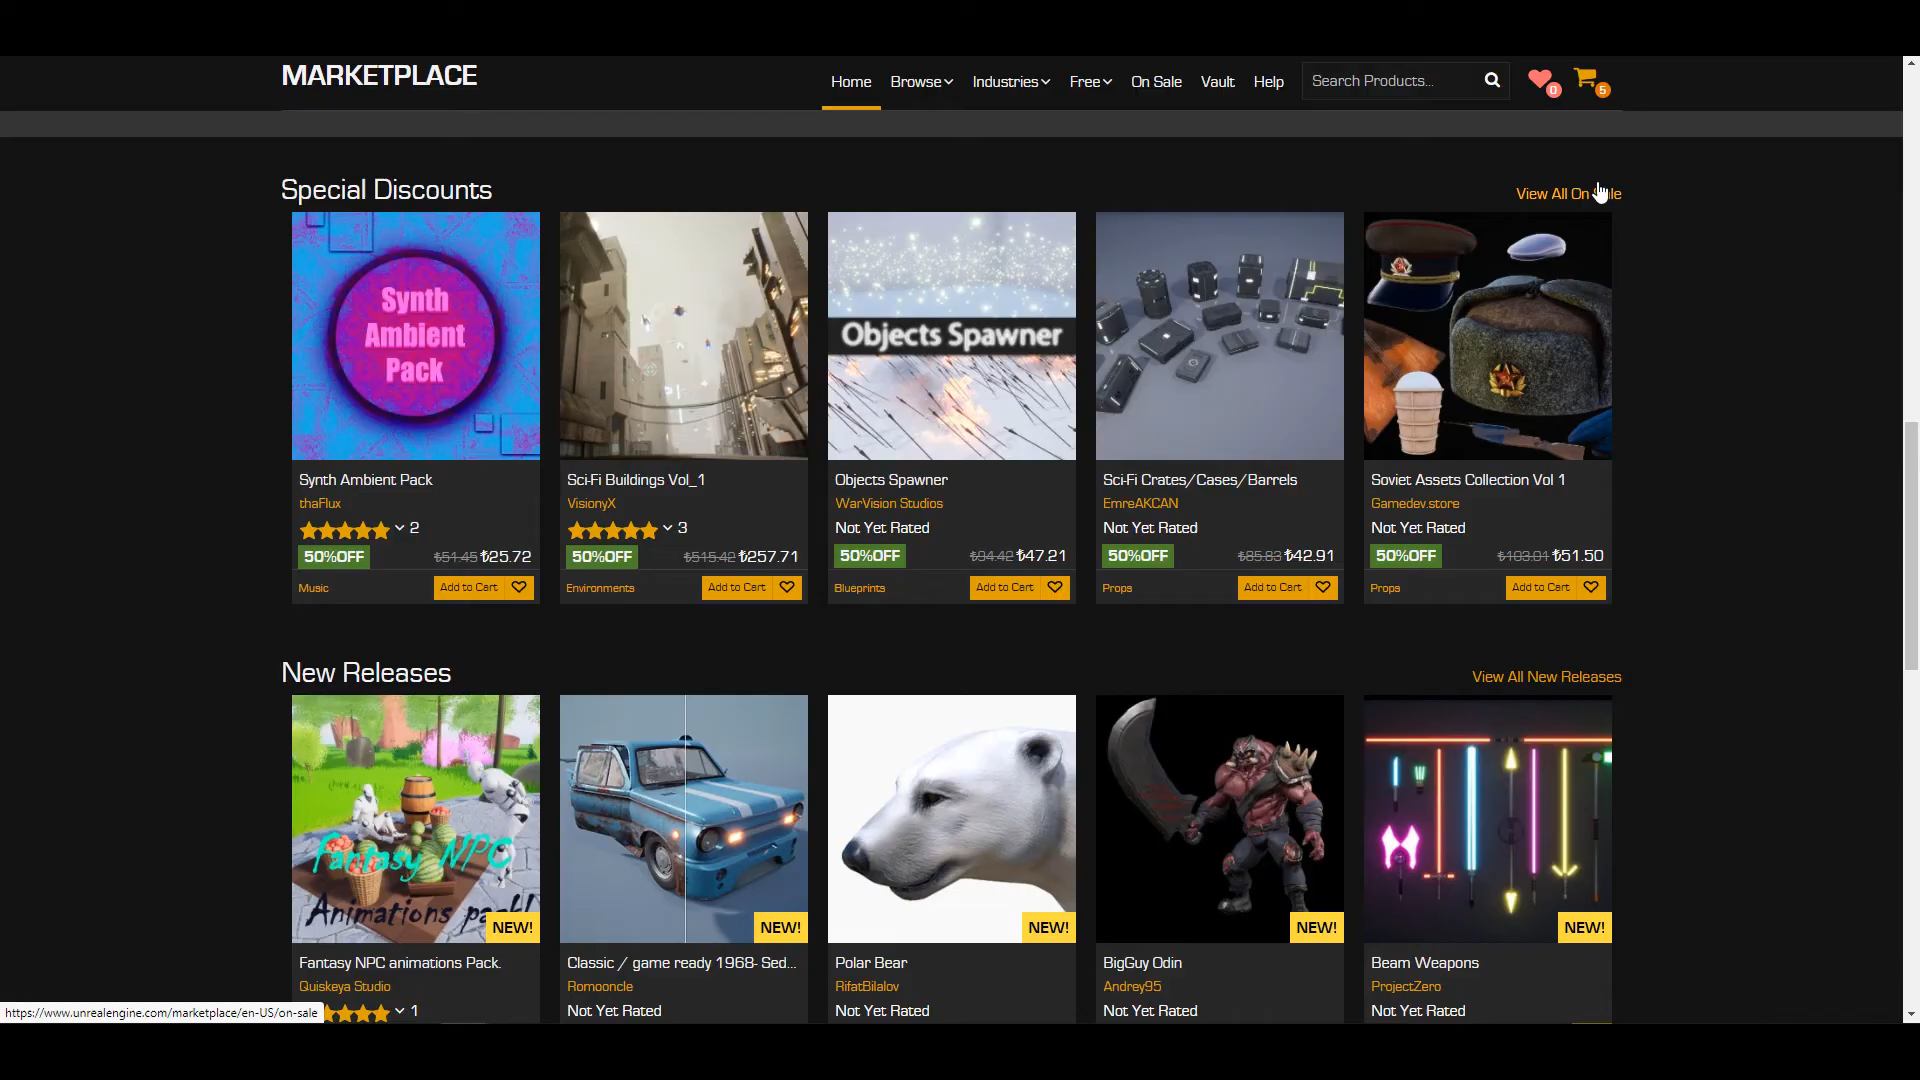 MARKETPLACE
Home Browse Industries Free On Sale Vault Help Search Products... 0 5
Special Discounts
View All On
Synth
Ambient
Pack
Objects Spawner
Synth Ambient Pack
thaFlux
2
50%OFF ₺51.45 ₺25.72
Music Add to Cart
Sci-Fi Buildings Vol_1
VisionyX
3
50%OFF ₺515.42 ₺257.71
Environments Add to Cart
Objects Spawner
WarVision Studios
Not Yet Rated
50%OFF ₺94.42 ₺47.21
Blueprints Add to Cart
Sci-Fi Crates/Cases/Barrels
EmreAKCAN
Not Yet Rated
50%OFF ₺85.83 ₺42.91
Props Add to Cart
Soviet Assets Collection Vol 1
Gamedev.store
Not Yet Rated
50%OFF ₺103.01 ₺51.50
Props Add to Cart
New Releases
View All New Releases
Fantasy NPC
Animations pack!
NEW!
NEW!
NEW!
NEW!
NEW!
Fantasy NPC animations Pack.
Quiskeya Studio
1
Classic / game ready 1968- Sed...
Romooncle
Not Yet Rated
Polar Bear
RifatBilalov
Not Yet Rated
BigGuy Odin
Andrey95
Not Yet Rated
Beam Weapons
ProjectZero
Not Yet Rated
https://www.unrealengine.com/marketplace/en-US/on-sale